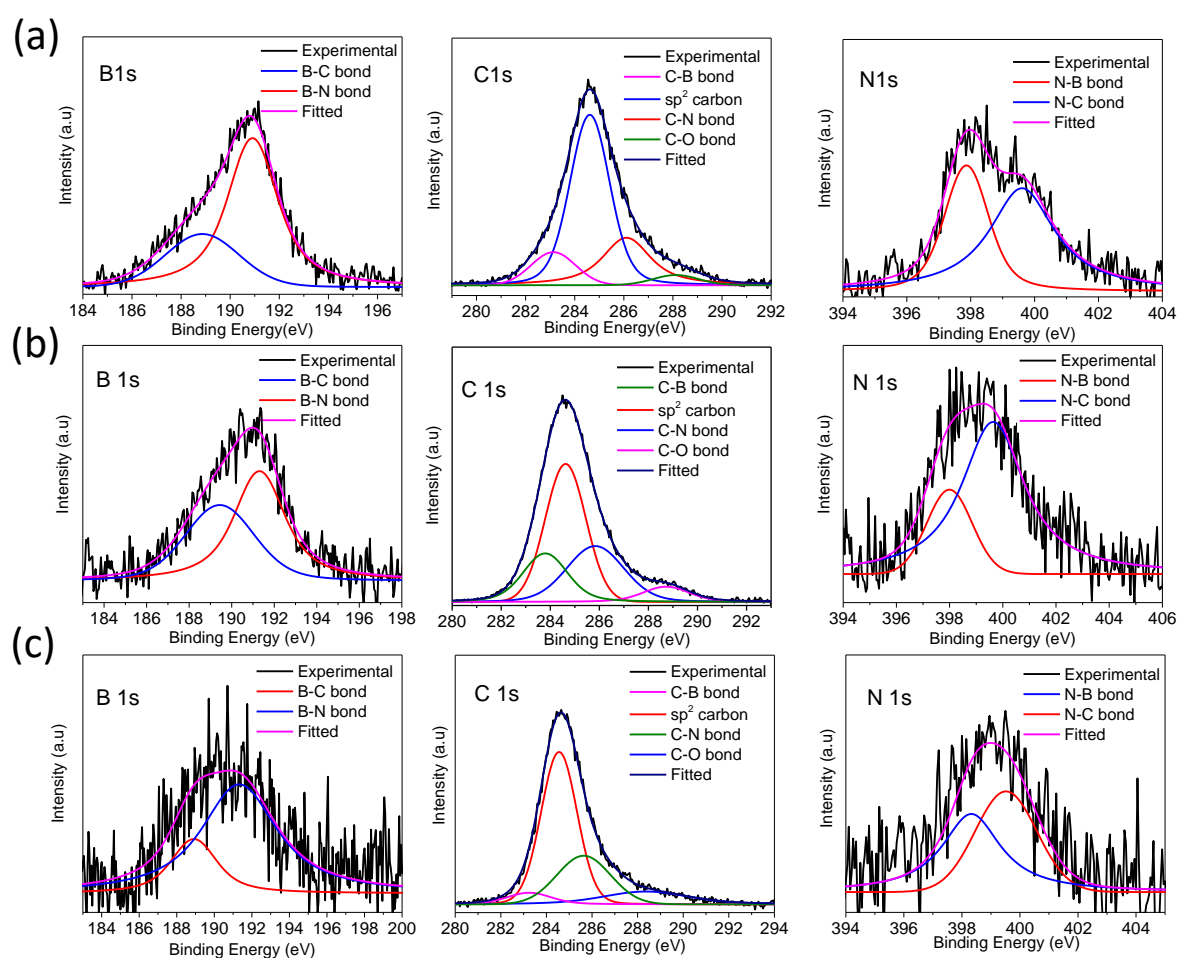 (a)
B1s
Experimental
B-C bond
B-N bond
Fitted
Intensity (a.u)
184 186 188 190 192 194 196
Binding Energy(eV)
C1s
Experimental
C-B bond
sp² carbon
C-N bond
C-O bond
Fitted
Intensity (a.u)
280 282 284 286 288 290 292
Binding Energy(eV)
N1s
Experimental
N-B bond
N-C bond
Fitted
Intensity (a.u)
394 396 398 400 402 404
Binding Energy(eV)
(b)
B 1s
Experimental
B-C bond
B-N bond
Fitted
Intensity (a.u)
184 186 188 190 192 194 196 198
Binding Energy (eV)
C 1s
Experimental
C-B bond
sp² carbon
C-N bond
C-O bond
Fitted
Intensity (a.u)
280 282 284 286 288 290 292
Binding Energy (eV)
N 1s
Experimental
N-B bond
N-C bond
Fitted
Intensity (a.u)
394 396 398 400 402 404 406
Binding Energy (eV)
(c)
B 1s
Experimental
B-C bond
B-N bond
Fitted
Intensity (a.u)
184 186 188 190 192 194 196 198 200
Binding Energy(eV)
C 1s
Experimental
C-B bond
sp² carbon
C-N bond
C-O bond
Fitted
Intensity (a.u)
280 282 284 286 288 290 292 294
Binding Energy (eV)
N 1s
Experimental
N-B bond
N-C bond
Fitted
Intensity (a.u)
394 396 398 400 402 404
Binding Energy (eV)